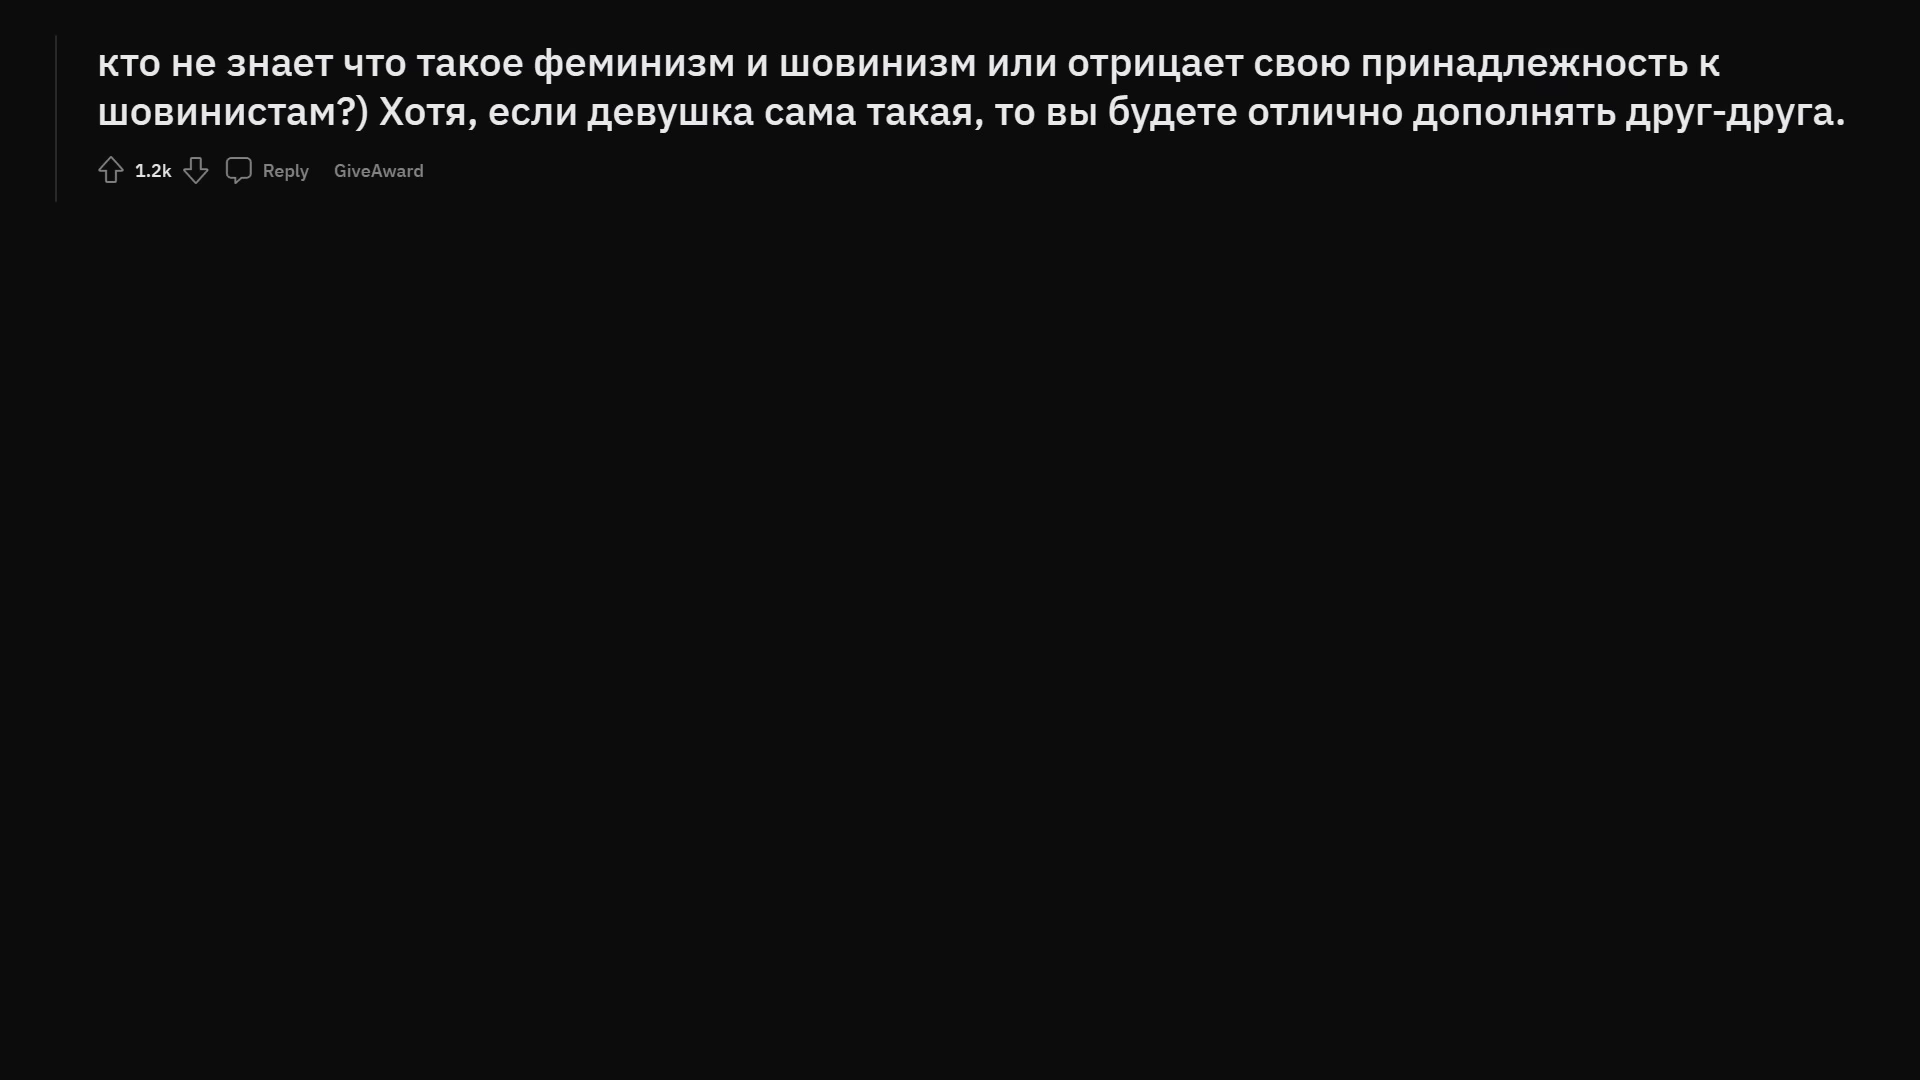 кто не знает что такое феминизм и шовинизм или отрицает свою принадлежность к
шовинистам?) Хотя, если девушка сама такая, то вы будете отлично дополнять друг-друга.
1.2k Reply GiveAward